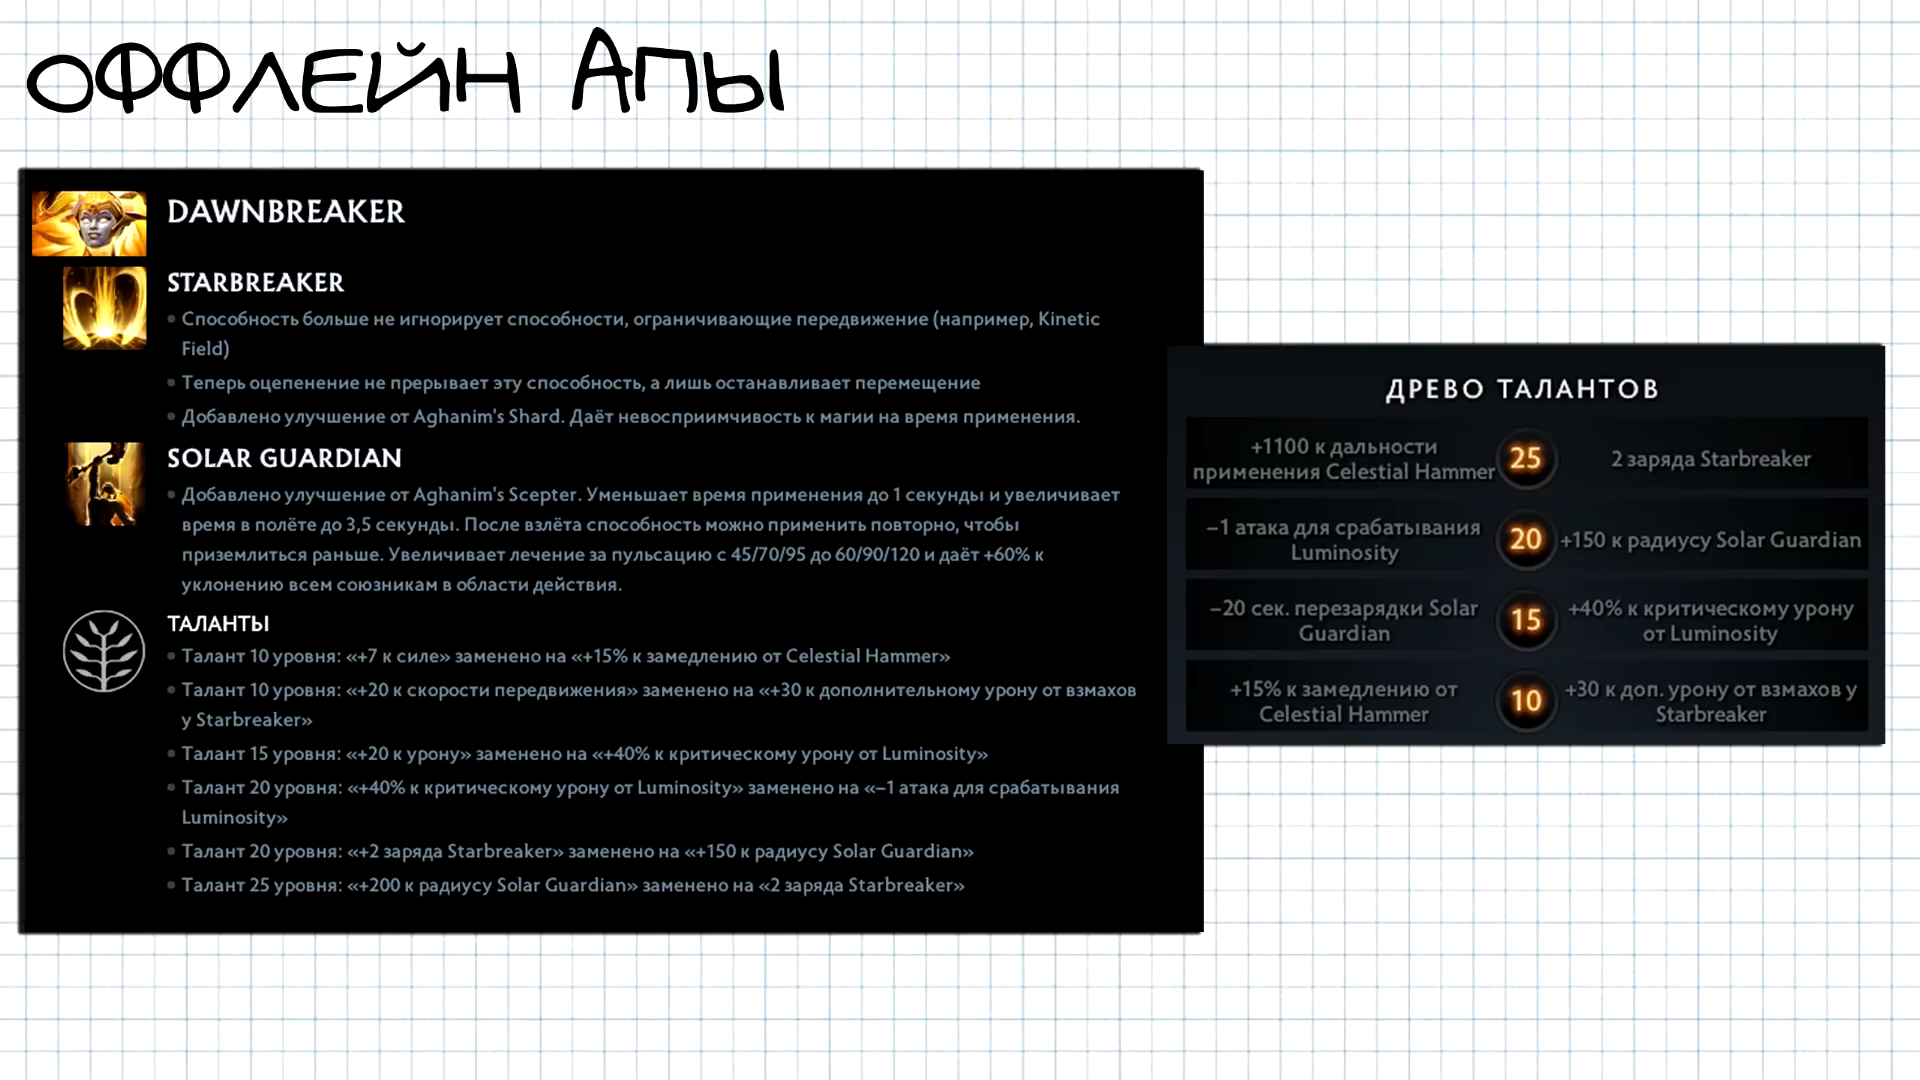 ОФФЛЕЙН АПЫ
DAWNBREAKER
STARBREAKER
• Способность больше не игнорирует способности, ограничивающие передвижение (например, Kinetic
Field)
• Теперь оцепенение не прерывает эту способность, а лишь останавливает перемещение
• Добавлено улучшение от Aghanim's Shard. Даёт невосприимчивость к магии на время применения.
SOLAR GUARDIAN
• Добавлено улучшение от Aghanim's Scepter. Уменьшает время применения до 1 секунды и увеличивает
время в полёте до 3,5 секунды. После взлёта способность можно применить повторно, чтобы
приземлиться раньше. Увеличивает лечение за пульсацию с 45/70/95 до 60/90/120 и даёт +60% к
уклонению всем союзникам в области действия.
ТАЛАНТЫ
• Талант 10 уровня: «+7 к силе» заменено на «+15% к замедлению от Celestial Hammer»
• Талант 10 уровня: «+20 к скорости передвижения» заменено на «+30 к дополнительному урону от взмахов
у Starbreaker»
• Талант 15 уровня: «+20 к урону» заменено на «+40% к критическому урону от Luminosity»
• Талант 20 уровня: «+40% к критическому урону от Luminosity» заменено на «−1 атака для срабатывания
Luminosity»
• Талант 20 уровня: «+2 заряда Starbreaker» заменено на «+150 к радиусу Solar Guardian»
• Талант 25 уровня: «+200 к радиусу Solar Guardian» заменено на «2 заряда Starbreaker»
ДРЕВО ТАЛАНТОВ
+1100 к дальности
применения Celestial Hammer
25
2 заряда Starbreaker
−1 атака для срабатывания
Luminosity
20
+150 к радиусу Solar Guardian
−20 сек. перезарядки Solar
Guardian
15
+40% к критическому урону
от Luminosity
+15% к замедлению от
Celestial Hammer
10
+30 к доп. урону от взмахов у
Starbreaker